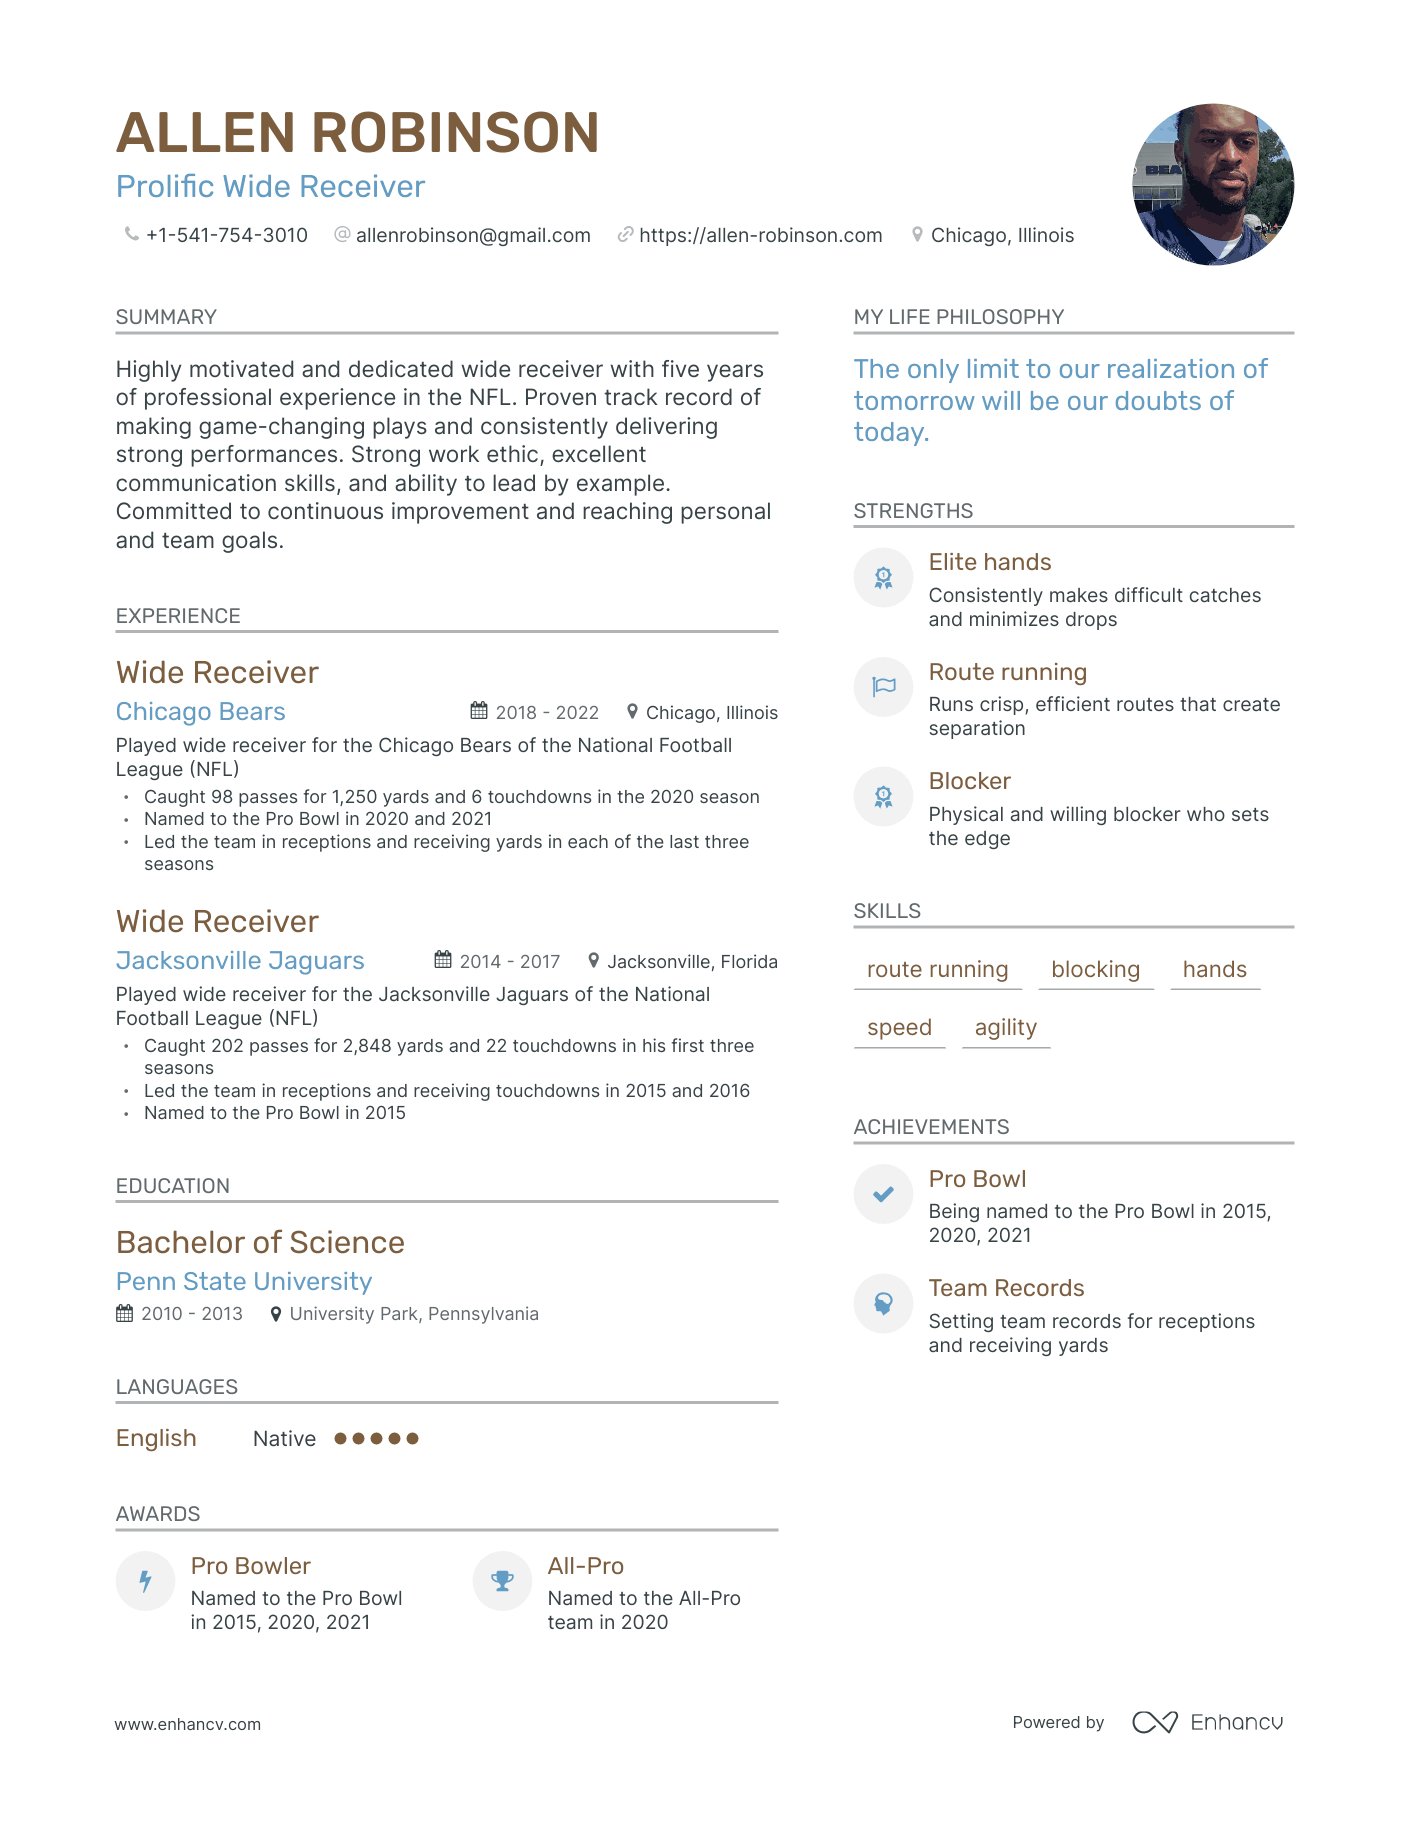 ALLEN ROBINSON
Prolific Wide Receiver
+1-541-754-3010 @ allenrobinson@gmail.com https://allen-robinson.com Chicago, Illinois
BEA
SUMMARY
Highly motivated and dedicated wide receiver with five years
of professional experience in the NFL. Proven track record of
making game-changing plays and consistently delivering
strong performances. Strong work ethic, excellent
communication skills, and ability to lead by example.
Committed to continuous improvement and reaching personal
and team goals.
EXPERIENCE
Wide Receiver
Chicago Bears 2018 - 2022 Chicago, Illinois
Played wide receiver for the Chicago Bears of the National Football
League (NFL)
• Caught 98 passes for 1,250 yards and 6 touchdowns in the 2020 season
• Named to the Pro Bowl in 2020 and 2021
• Led the team in receptions and receiving yards in each of the last three
seasons
Wide Receiver
Jacksonville Jaguars 2014 - 2017 Jacksonville, Florida
Played wide receiver for the Jacksonville Jaguars of the National
Football League (NFL)
• Caught 202 passes for 2,848 yards and 22 touchdowns in his first three
seasons
• Led the team in receptions and receiving touchdowns in 2015 and 2016
• Named to the Pro Bowl in 2015
EDUCATION
Bachelor of Science
Penn State University
2010 - 2013 University Park, Pennsylvania
LANGUAGES
English Native
AWARDS
Pro Bowler
Named to the Pro Bowl
in 2015, 2020, 2021
All-Pro
Named to the All-Pro
team in 2020
MY LIFE PHILOSOPHY
The only limit to our realization of
tomorrow will be our doubts of
today.
STRENGTHS
Elite hands
Consistently makes difficult catches
and minimizes drops
Route running
Runs crisp, efficient routes that create
separation
Blocker
Physical and willing blocker who sets
the edge
SKILLS
route running blocking hands
speed agility
ACHIEVEMENTS
Pro Bowl
Being named to the Pro Bowl in 2015,
2020, 2021
Team Records
Setting team records for receptions
and receiving yards
www.enhancv.com
Powered by Enhancv